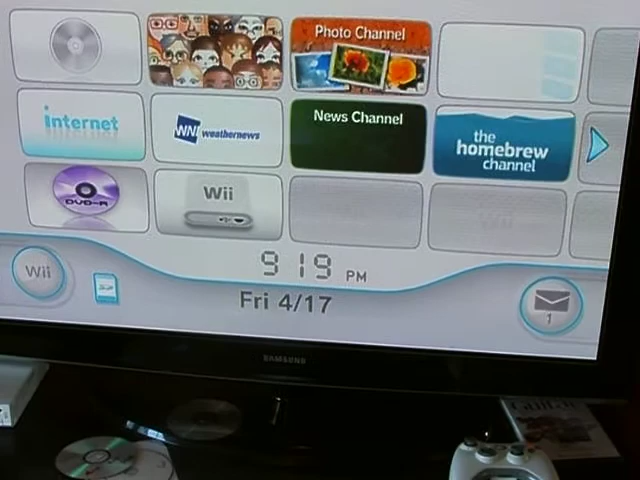 Photo Channel
internet
WN weathernews
News Channel
the
homebrew
channel
DVD-R
Wii
Wii
9 19 PM
Fri 4/17
1
SAMSUNG
Guitar